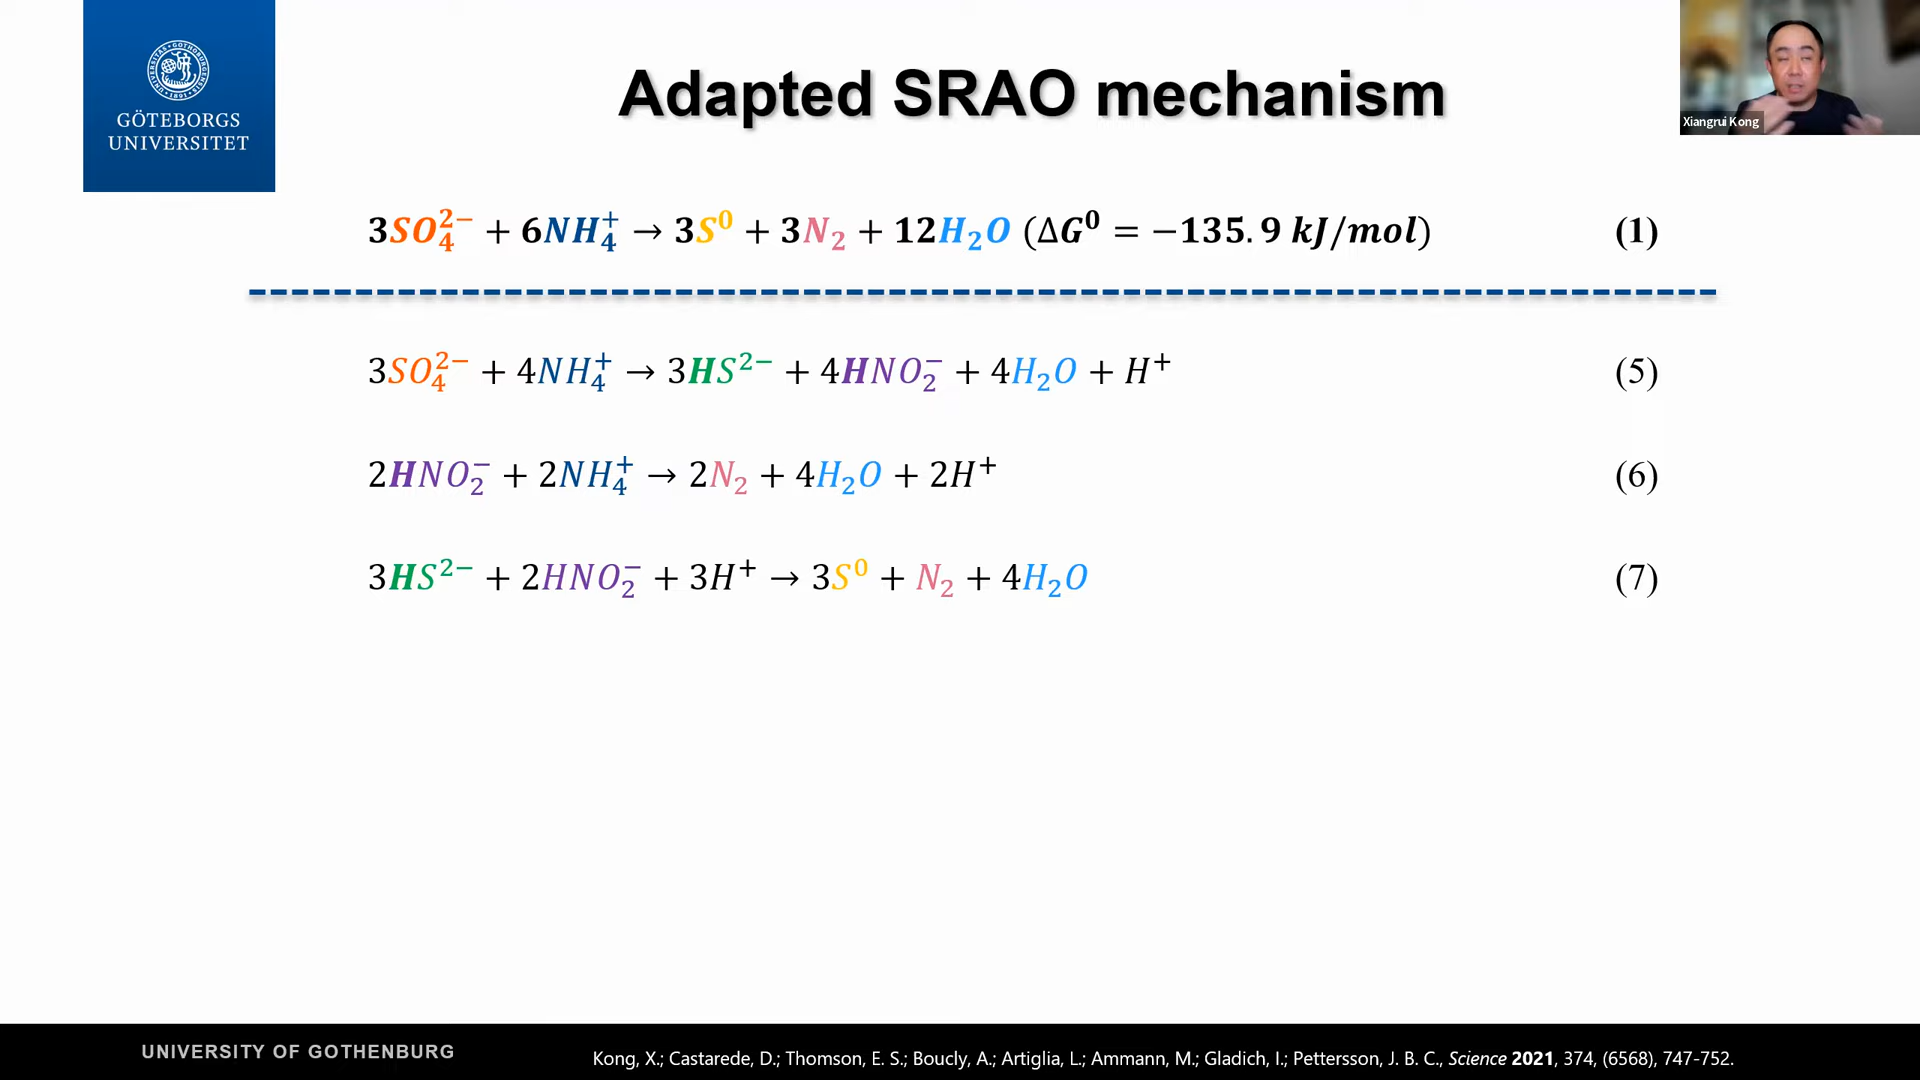 GÖTEBORGS
UNIVERSITET
Adapted SRAO mechanism
Xiangrui Kong
3SO₄²⁻ + 6NH₄⁺ → 3S⁰ + 3N₂ + 12H₂O (ΔG⁰ = −135.9 kJ/mol) (1)
3SO₄²⁻ + 4NH₄⁺ → 3HS²⁻ + 4HNO₂⁻ + 4H₂O + H⁺ (5)
2HNO₂⁻ + 2NH₄⁺ → 2N₂ + 4H₂O + 2H⁺ (6)
3HS²⁻ + 2HNO₂⁻ + 3H⁺ → 3S⁰ + N₂ + 4H₂O (7)
UNIVERSITY OF GOTHENBURG
Kong, X.; Castarede, D.; Thomson, E. S.; Boucly, A.; Artiglia, L.; Ammann, M.; Gladich, I.; Pettersson, J. B. C., Science 2021, 374, (6568), 747-752.